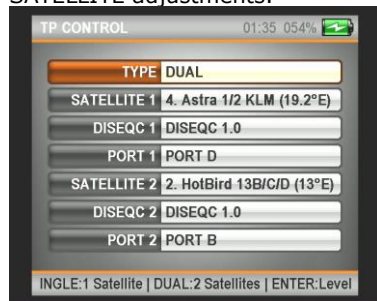 SATELLITE adjustments:
TP CONTROL 01:35 054%
TYPE DUAL
SATELLITE 1 4. Astra 1/2 KLM (19.2°E)
DISEQC 1 DISEQC 1.0
PORT 1 PORT D
SATELLITE 2 2. HotBird 13B/C/D (13°E)
DISEQC 2 DISEQC 1.0
PORT 2 PORT B
INGLE:1 Satellite | DUAL:2 Satellites | ENTER:Level